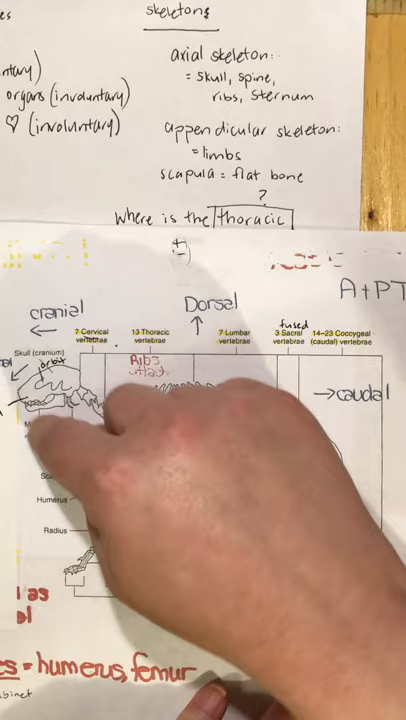 skeletons
axial skeleton:
= skull, spine,
ribs, sternum
organs (involuntary)
♡ (involuntary)
appendicular skeleton:
= limbs
scapula = flat bone
?
where is the thoracic
A+PT
cranial
Dorsal
fused
7 Cervical vertebrae
13 Thoracic vertebrae
7 Lumbar vertebrae
3 Sacral vertebrae
14–23 Coccygeal (caudal) vertebrae
Ribs
attach
Skull (cranium)
orbit
caudal
Humerus
Radius
= humerus, femur